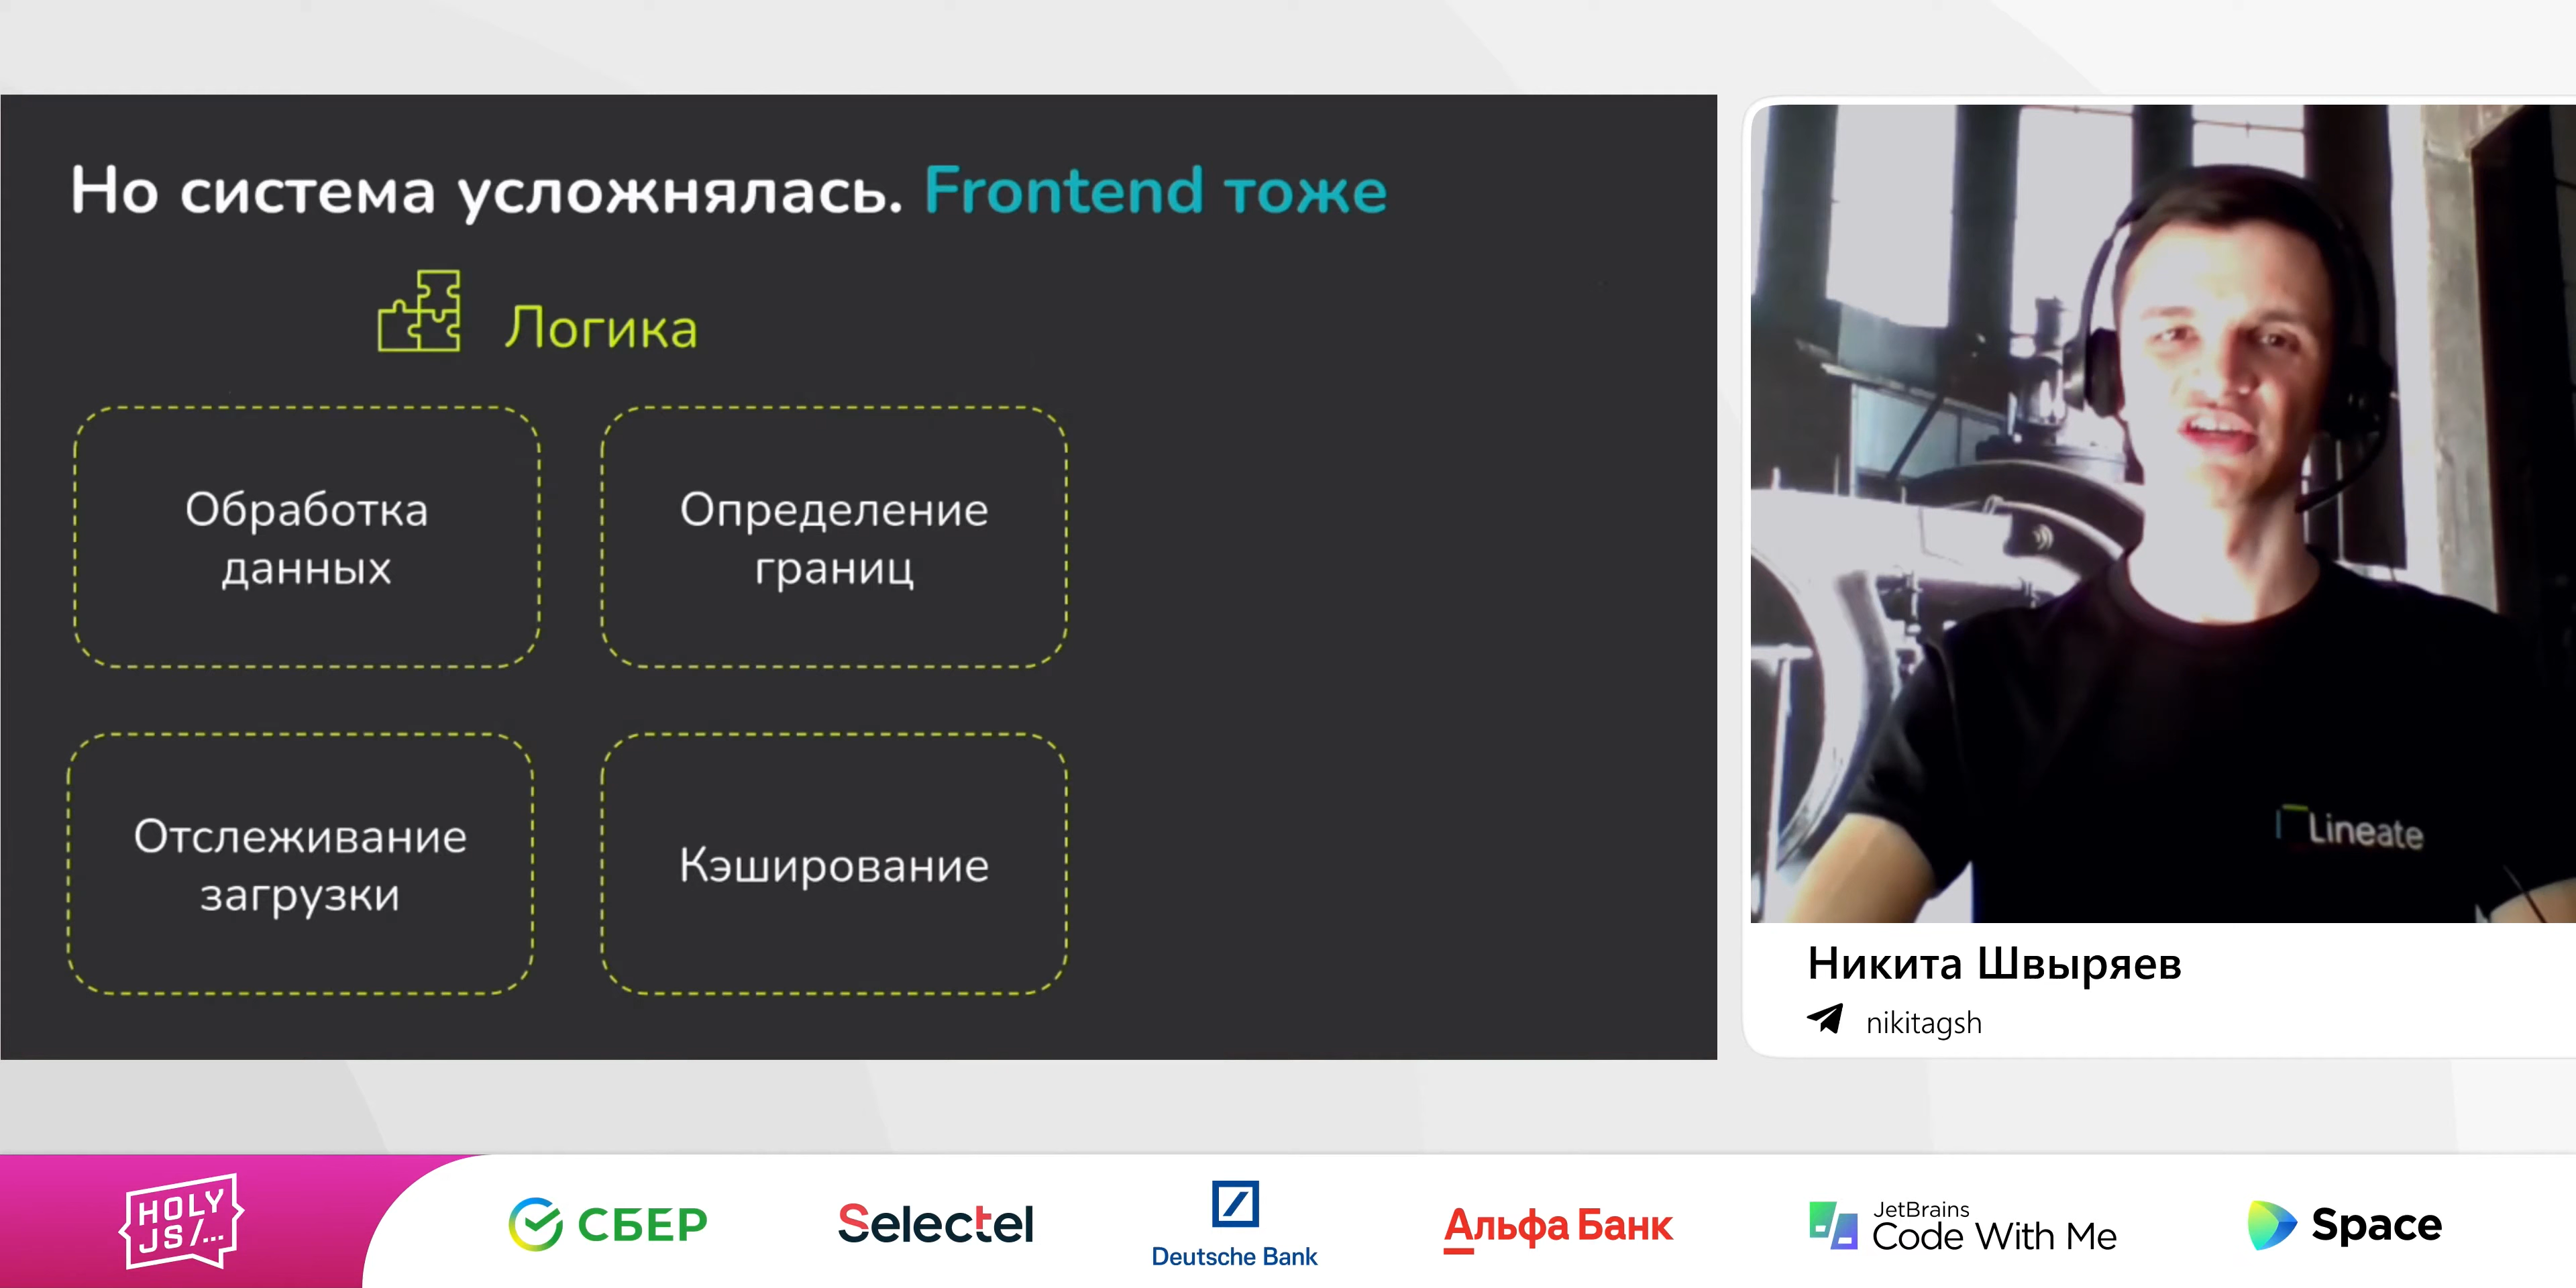 Но система усложнялась. Frontend тоже
Логика
Обработка
данных
Определение
границ
Отслеживание
загрузки
Кэширование
Lineate
Никита Швыряев
nikitagsh
HOLY
JS/...
СБЕР
Selectel
Deutsche Bank
Альфа Банк
JetBrains
Code With Me
Space